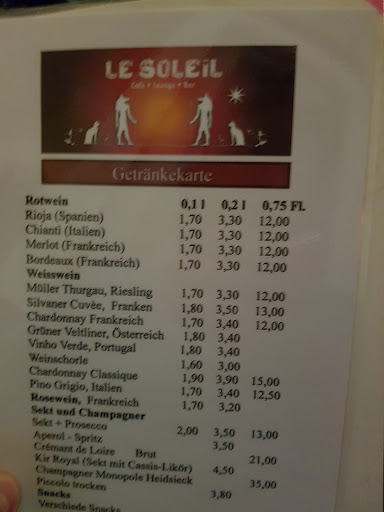 LE SOLEIL
Café • Lounge • Bar
Getränkekarte
Rotwein 0,1 l 0,2 l 0,75 Fl.
Rioja (Spanien) 1,70 3,30 12,00
Chianti (Italien) 1,70 3,30 12,00
Merlot (Frankreich) 1,70 3,30 12,00
Bordeaux (Frankreich) 1,70 3,30 12,00
Weisswein
Müller Thurgau, Riesling 1,70 3,30 12,00
Silvaner Cuvèe, Franken 1,80 3,50 13,00
Chardonnay Frankreich 1,70 3,40 12,00
Grüner Veltliner, Österreich 1,80 3,40
Vinho Verde, Portugal 1,80 3,40
Weinschorle 1,60 3,00
Chardonnay Classique 1,90 3,90 15,00
Pino Grigio, Italien 1,70 3,40 12,50
Rosewein, Frankreich 1,70 3,20
Sekt und Champagner
Sekt + Prosecco 2,00 3,50 13,00
Aperol - Spritz 3,50
Crémant de Loire Brut 21,00
Kir Royal (Sekt mit Cassis-Likör) 4,50
Champagner Monopole Heidsieck 35,00
Piccolo trocken 3,80
Snacks
Verschiede Snacks